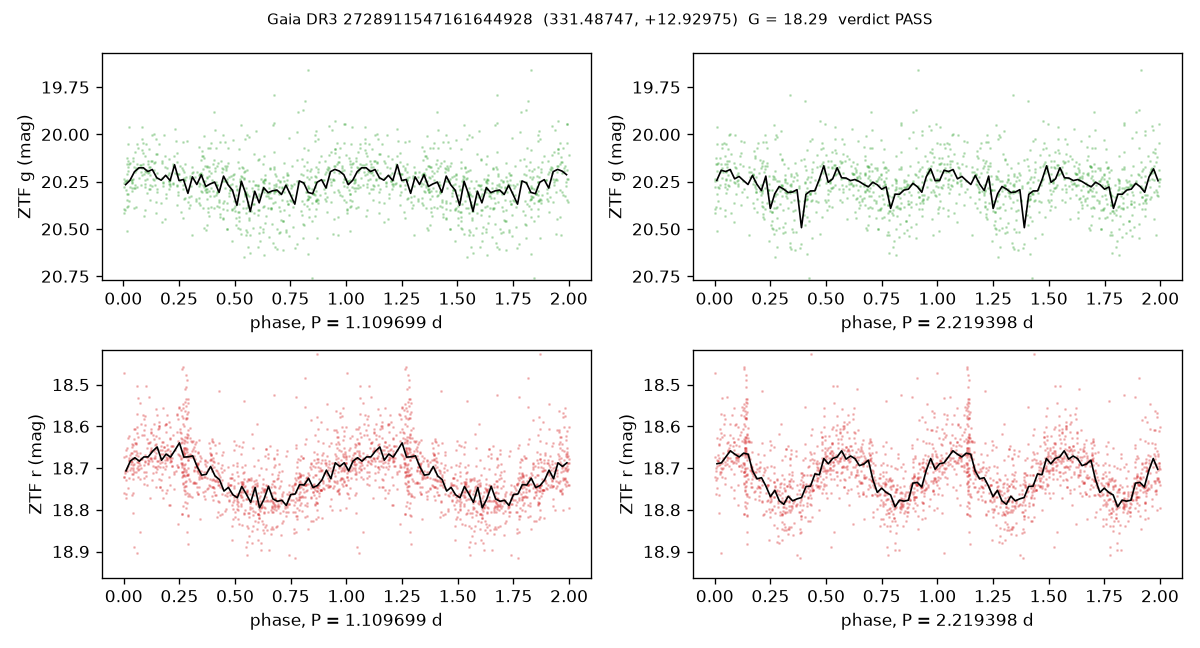 Gaia DR3 2728911547161644928 (331.48747, +12.92975) G = 18.29 verdict PASS
ZTF g (mag)
19.75
20.00
20.25
20.50
20.75
0.00 0.25 0.50 0.75 1.00 1.25 1.50 1.75 2.00
phase, P = 1.109699 d
ZTF g (mag)
19.75
20.00
20.25
20.50
20.75
0.00 0.25 0.50 0.75 1.00 1.25 1.50 1.75 2.00
phase, P = 2.219398 d
ZTF r (mag)
18.5
18.6
18.7
18.8
18.9
0.00 0.25 0.50 0.75 1.00 1.25 1.50 1.75 2.00
phase, P = 1.109699 d
ZTF r (mag)
18.5
18.6
18.7
18.8
18.9
0.00 0.25 0.50 0.75 1.00 1.25 1.50 1.75 2.00
phase, P = 2.219398 d